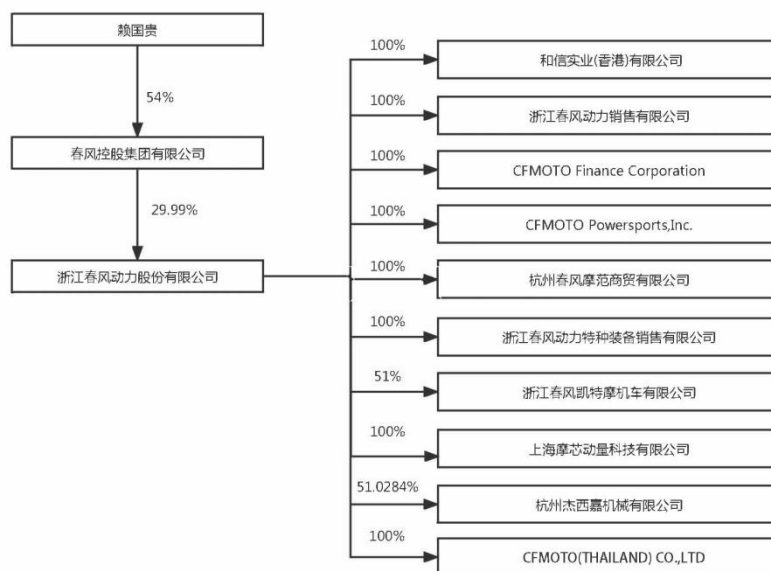 赖国贵
54%
春风控股集团有限公司
29.99%
浙江春风动力股份有限公司
100%
和信实业(香港)有限公司
100%
浙江春风动力销售有限公司
100%
CFMOTO Finance Corporation
100%
CFMOTO Powersports,Inc.
100%
杭州春风摩范商贸有限公司
100%
浙江春风动力特种装备销售有限公司
51%
浙江春风凯特摩机车有限公司
100%
上海摩芯动量科技有限公司
51.0284%
杭州杰西嘉机械有限公司
100%
CFMOTO(THAILAND) CO.,LTD